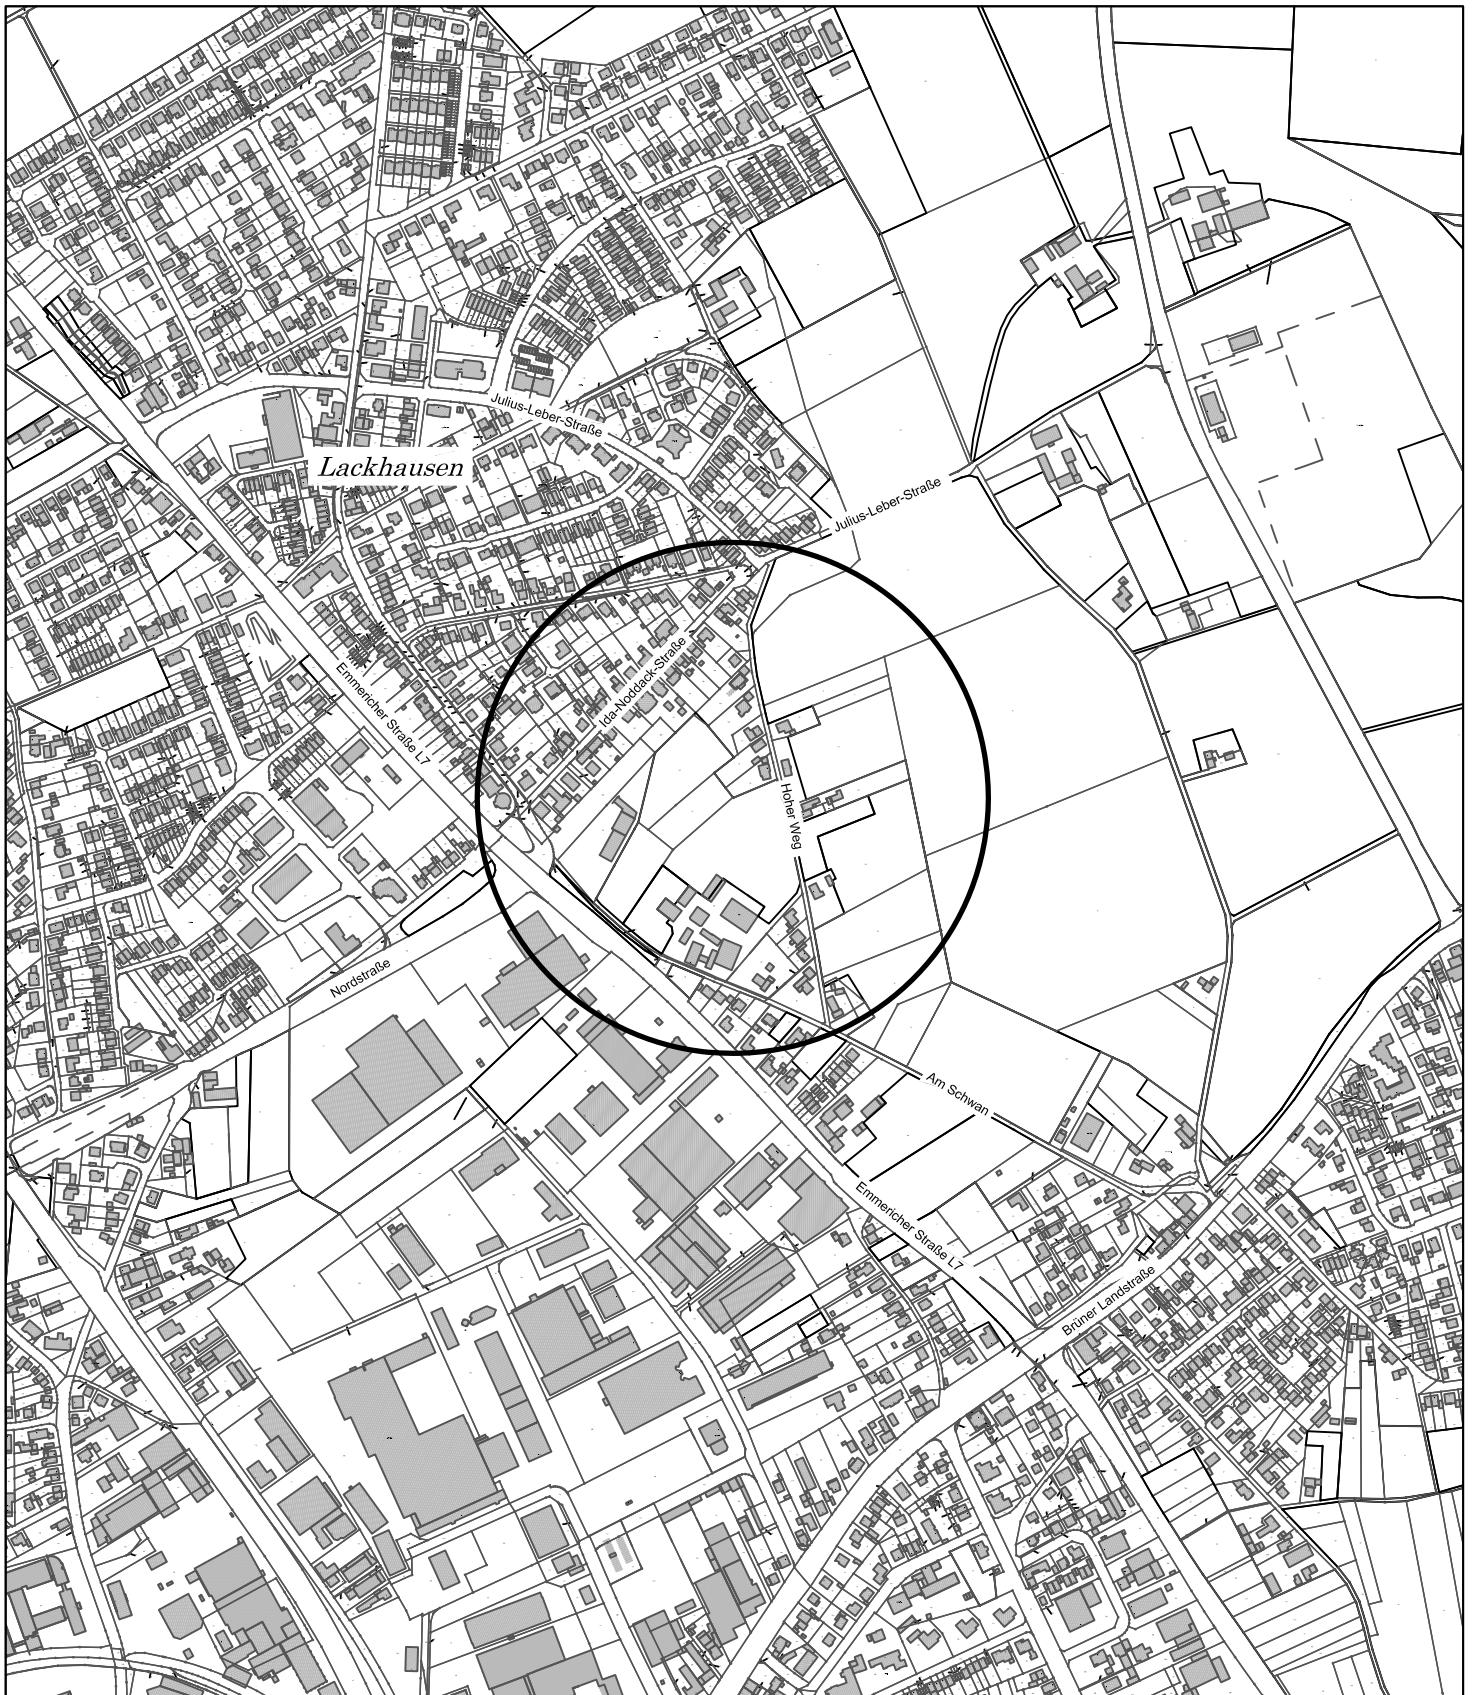 Julius-Leber-Straße
Lackhausen
Julius-Leber-Straße
Ida-Noddack-Straße
Emmericher Straße L7
Hoher Weg
Nordstraße
Am Schwan
Emmericher Straße L7
Brüner Landstraße